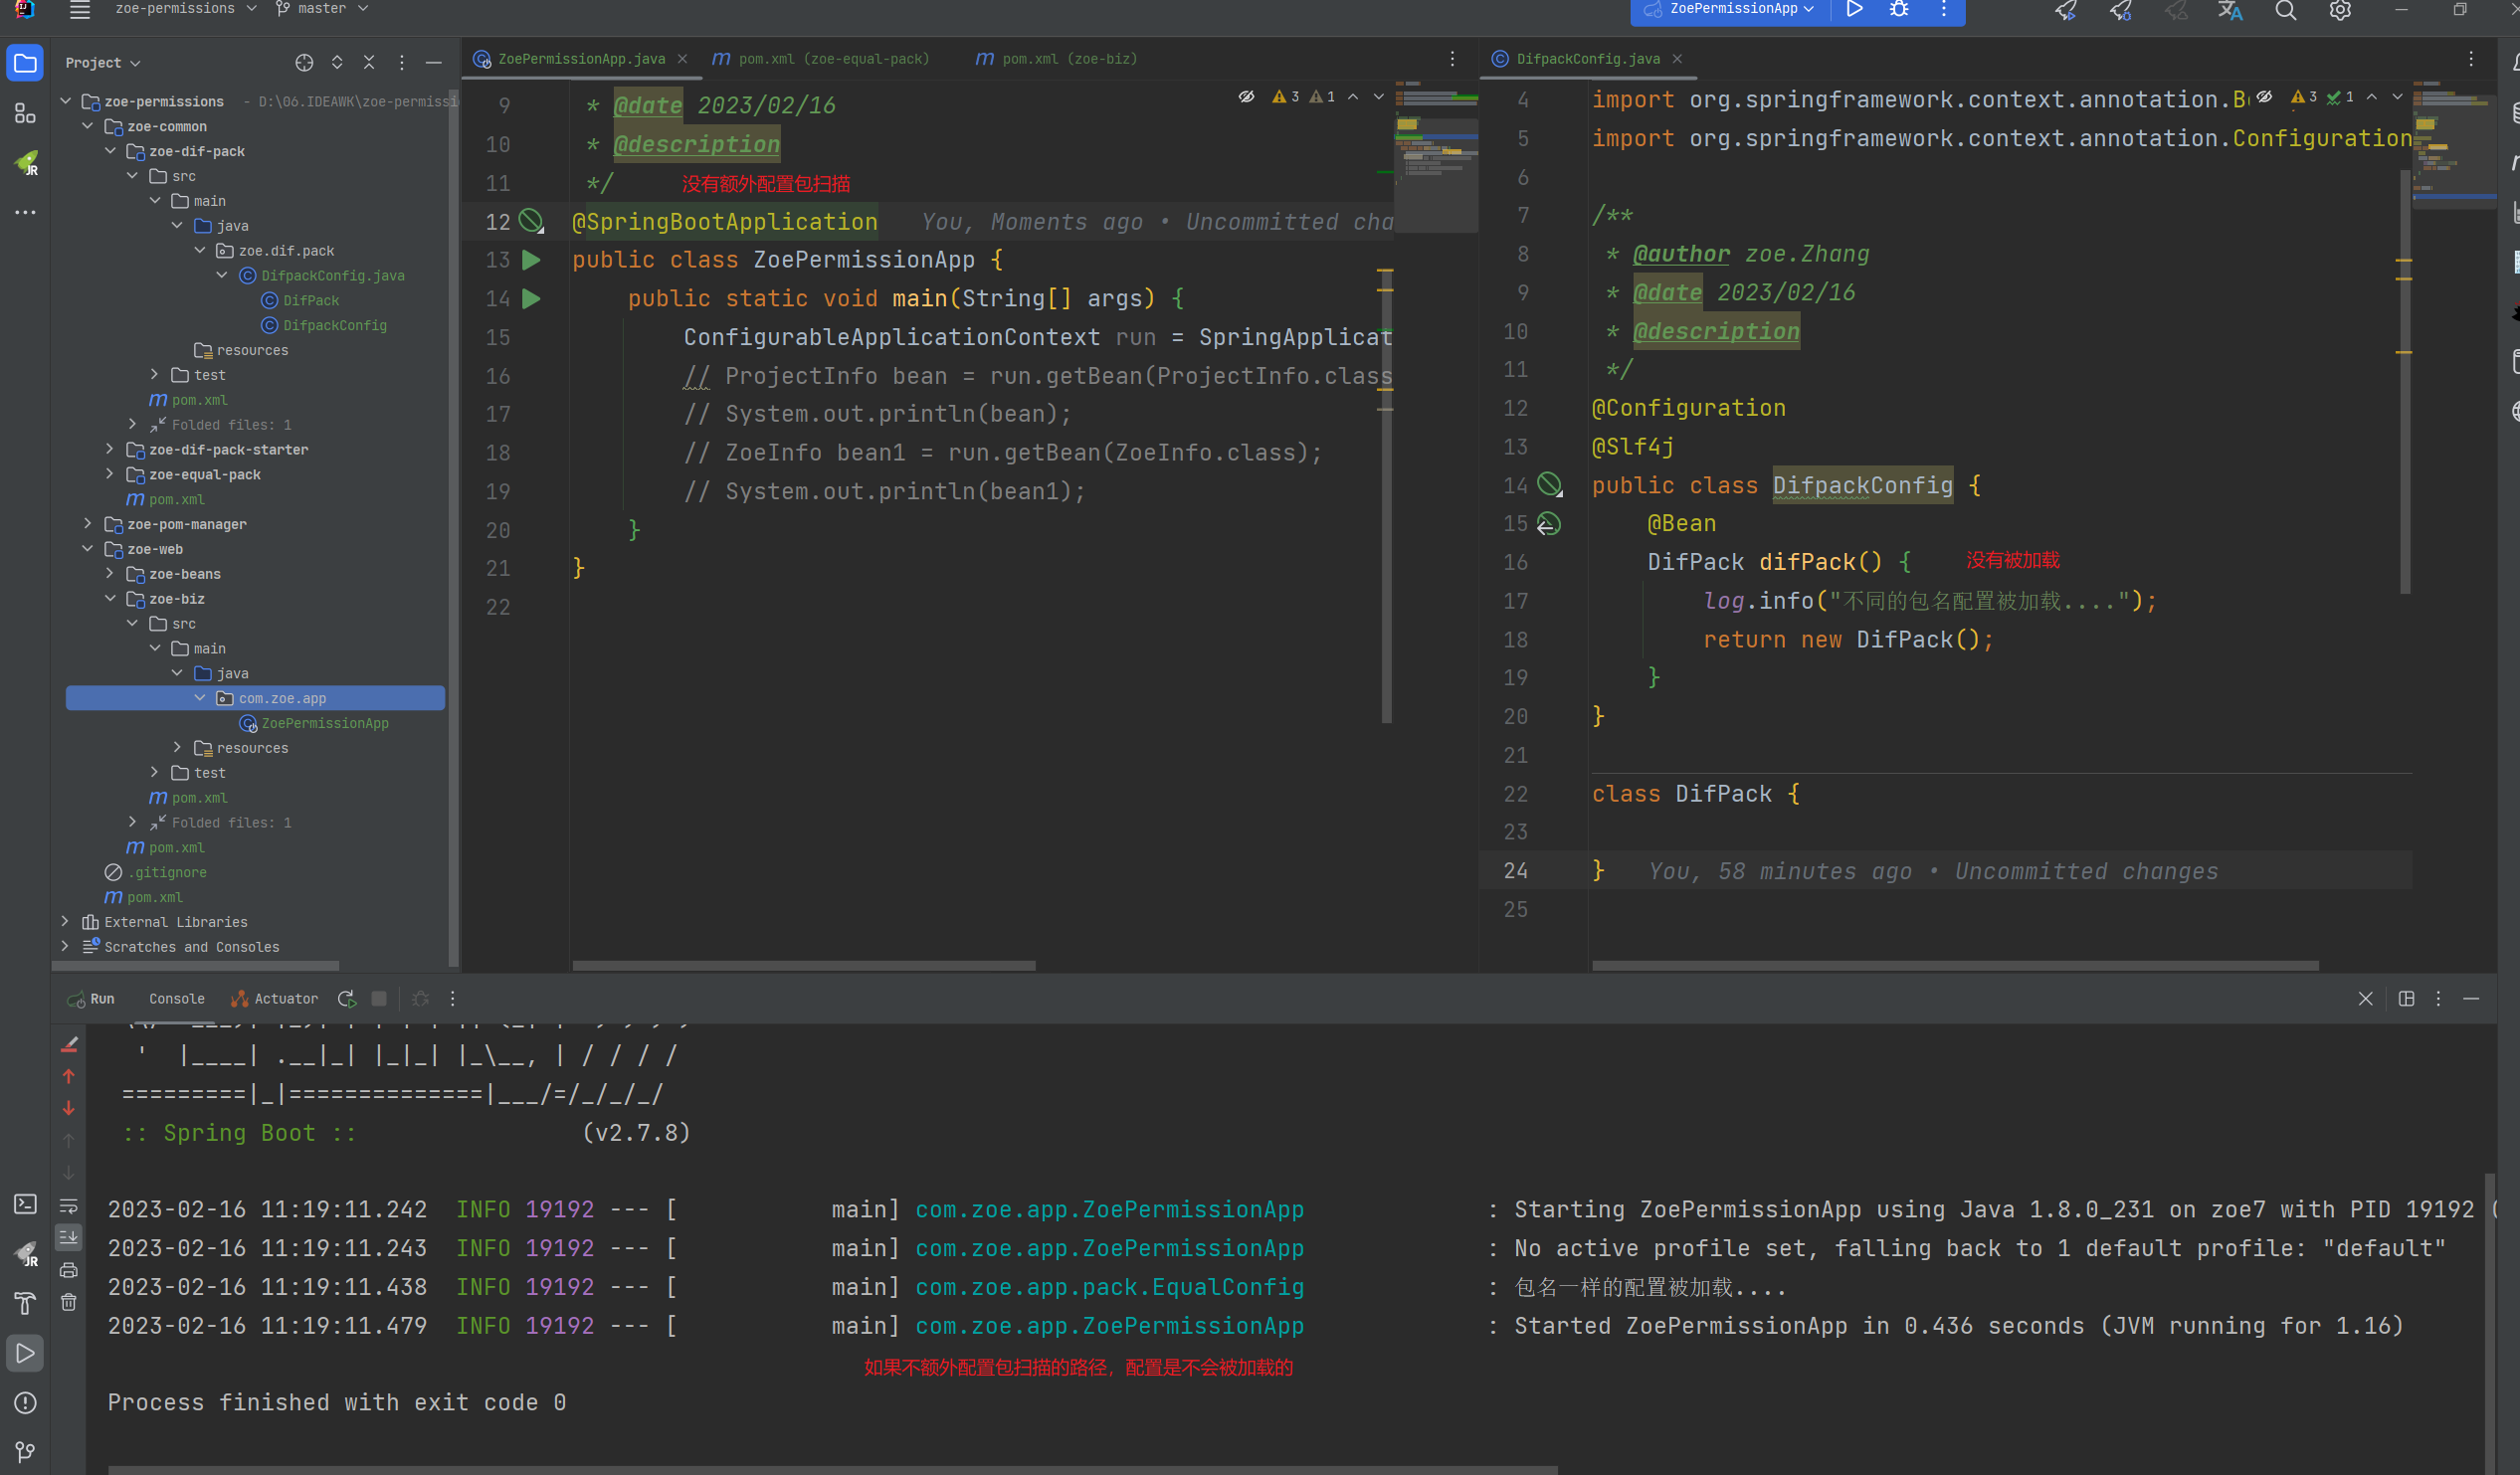 zoe-permissions
master
ZoePermissionApp
Project
zoe-permissions - D:\06.IDEAWK\zoe-permissi
zoe-common
zoe-dif-pack
src
main
java
zoe.dif.pack
DifpackConfig.java
DifPack
DifpackConfig
resources
test
pom.xml
Folded files: 1
zoe-dif-pack-starter
zoe-equal-pack
pom.xml
zoe-pom-manager
zoe-web
zoe-beans
zoe-biz
src
main
java
com.zoe.app
ZoePermissionApp
resources
test
pom.xml
Folded files: 1
pom.xml
.gitignore
pom.xml
External Libraries
Scratches and Consoles
ZoePermissionApp.java
pom.xml (zoe-equal-pack)
pom.xml (zoe-biz)
3 1
9 * @date 2023/02/16
10 * @description
11 */ 没有额外配置包扫描
12 @SpringBootApplication You, Moments ago • Uncommitted cha
13 public class ZoePermissionApp {
14 public static void main(String[] args) {
15 ConfigurableApplicationContext run = SpringApplicat
16 // ProjectInfo bean = run.getBean(ProjectInfo.class
17 // System.out.println(bean);
18 // ZoeInfo bean1 = run.getBean(ZoeInfo.class);
19 // System.out.println(bean1);
20 }
21 }
22
DifpackConfig.java
3 1
4 import org.springframework.context.annotation.B
5 import org.springframework.context.annotation.Configuration
6
7 /**
8 * @author zoe.Zhang
9 * @date 2023/02/16
10 * @description
11 */
12 @Configuration
13 @Slf4j
14 public class DifpackConfig {
15 @Bean
16 DifPack difPack() { 没有被加载
17 log.info("不同的包名配置被加载....");
18 return new DifPack();
19 }
20 }
21
22 class DifPack {
23
24 } You, 58 minutes ago • Uncommitted changes
25
Run
Console
Actuator
' |____| .__|_| |_|_| |_\__, | / / / /
=========|_|==============|___/=/_/_/_/
:: Spring Boot :: (v2.7.8)
2023-02-16 11:19:11.242 INFO 19192 --- [ main] com.zoe.app.ZoePermissionApp : Starting ZoePermissionApp using Java 1.8.0_231 on zoe7 with PID 19192 (
2023-02-16 11:19:11.243 INFO 19192 --- [ main] com.zoe.app.ZoePermissionApp : No active profile set, falling back to 1 default profile: "default"
2023-02-16 11:19:11.438 INFO 19192 --- [ main] com.zoe.app.pack.EqualConfig : 包名一样的配置被加载....
2023-02-16 11:19:11.479 INFO 19192 --- [ main] com.zoe.app.ZoePermissionApp : Started ZoePermissionApp in 0.436 seconds (JVM running for 1.16)
如果不额外配置包扫描的路径，配置是不会被加载的
Process finished with exit code 0